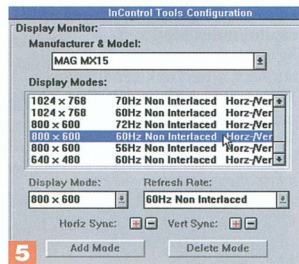 InControl Tools Configuration
Display Monitor:
Manufacturer & Model:
MAG MX15
Display Modes:
1024 x 768 70Hz Non Interlaced Horz-/Ver
1024 x 768 60Hz Non Interlaced Horz-/Ver
800 x 600 72Hz Non Interlaced Horz-/Ver
800 x 600 60Hz Non Interlaced Horz-/Ver
800 x 600 56Hz Non Interlaced Horz-/Ver
640 x 480 60Hz Non Interlaced Horz-/Ver
Display Mode: Refresh Rate:
800 x 600 60Hz Non Interlaced
Horiz Sync: + - Vert Sync: + -
5 Add Mode Delete Mode